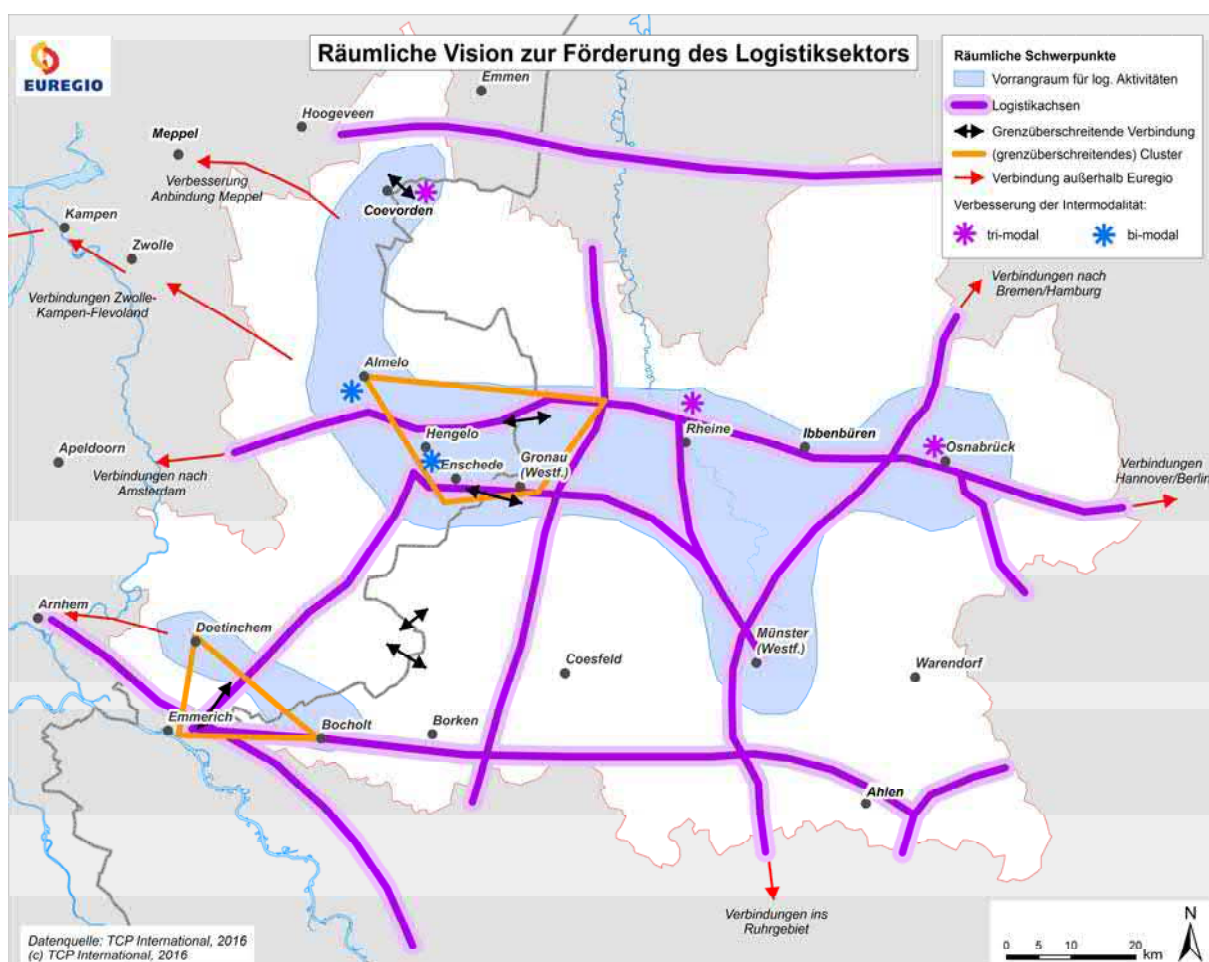 Räumliche Vision zur Förderung des Logistiksektors
EUREGIO
Räumliche Schwerpunkte
Vorrangraum für log. Aktivitäten
Logistikachsen
Grenzüberschreitende Verbindung
(grenzüberschreitendes) Cluster
Verbindung außerhalb Euregio
Verbesserung der Intermodalität:
tri-modal
bi-modal
Emmen
Hoogeveen
Meppel
Verbesserung
Anbindung Meppel
Coevorden
Kampen
Zwolle
Verbindungen Zwolle-
Kampen-Flevoland
Verbindungen nach
Bremen/Hamburg
Almelo
Apeldoorn
Verbindungen nach
Amsterdam
Hengelo
Enschede
Gronau
(Westf.)
Rheine
Ibbenbüren
Osnabrück
Verbindungen
Hannover/Berlin
Arnhem
Doetinchem
Münster
(Westf.)
Coesfeld
Warendorf
Emmerich
Bocholt
Borken
Ahlen
Verbindungen ins
Ruhrgebiet
Datenquelle: TCP International, 2016
(c) TCP International, 2016
N
0 5 10 20
km